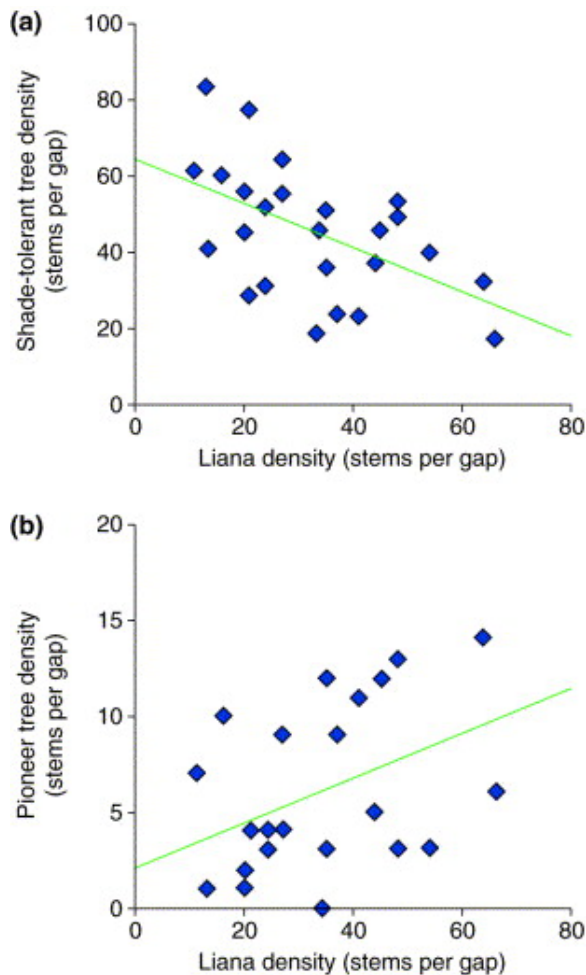 (a)
100
80
60
40
20
0
Shade-tolerant tree density
(stems per gap)
0 20 40 60 80
Liana density (stems per gap)
(b)
20
15
10
5
0
Pioneer tree density
(stems per gap)
0 20 40 60 80
Liana density (stems per gap)